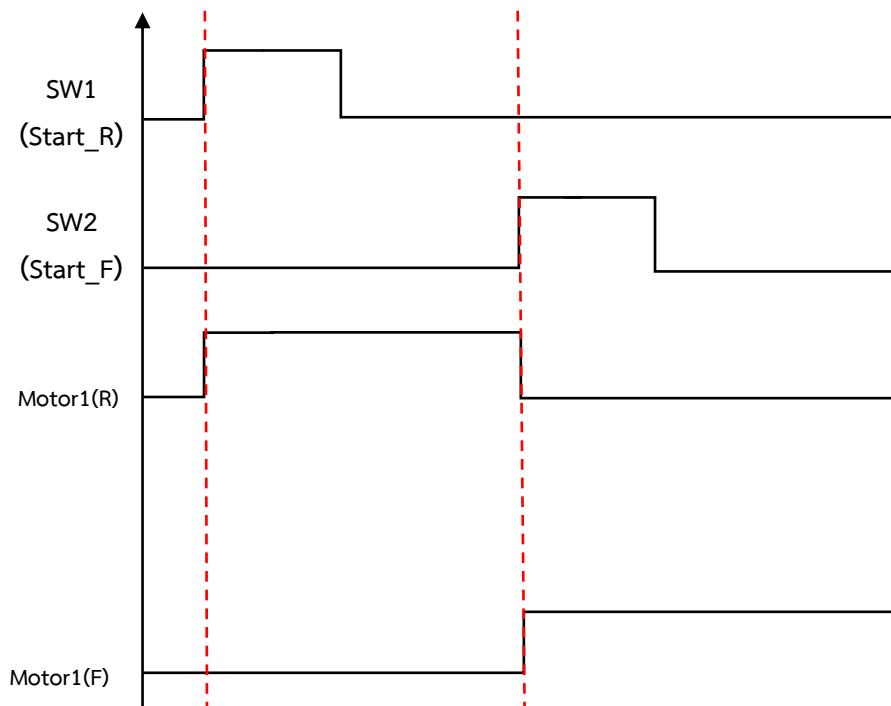 SW1
(Start_R)
SW2
(Start_F)
Motor1(R)
Motor1(F)